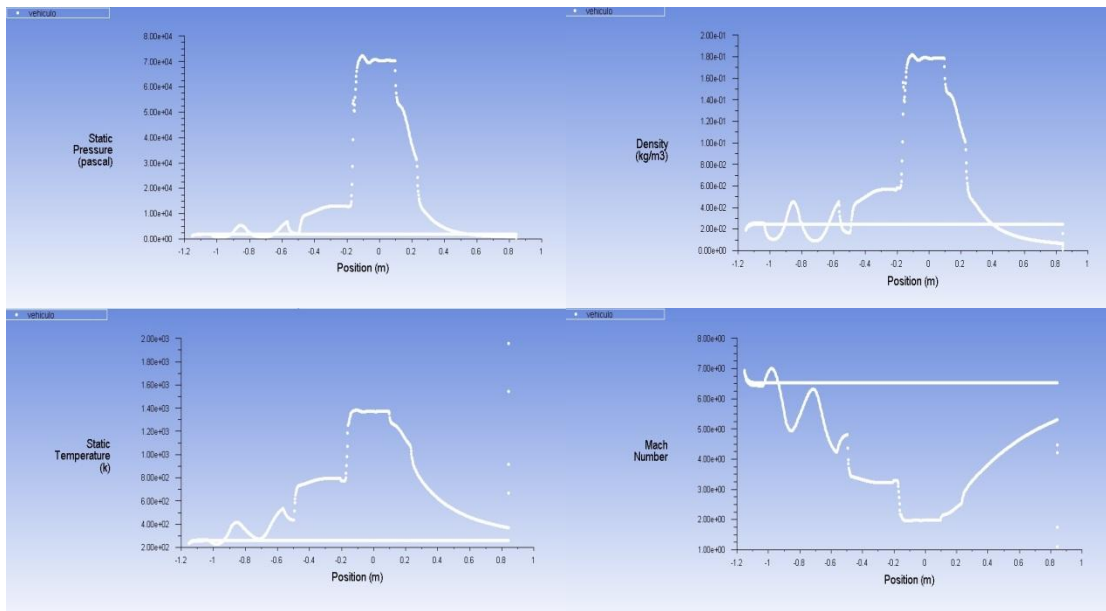 vehiculo
8.00e+04
7.00e+04
6.00e+04
5.00e+04
4.00e+04
3.00e+04
2.00e+04
1.00e+04
0.00e+00
Static
Pressure
(pascal)
-1.2 -1 -0.8 -0.6 -0.4 -0.2 0 0.2 0.4 0.6 0.8 1
Position (m)
vehiculo
2.00e-01
1.80e-01
1.60e-01
1.40e-01
1.20e-01
1.00e-01
8.00e-02
6.00e-02
4.00e-02
2.00e-02
0.00e+00
Density
(kg/m3)
-1.2 -1 -0.8 -0.6 -0.4 -0.2 0 0.2 0.4 0.6 0.8 1
Position (m)
vehiculo
2.00e+03
1.80e+03
1.60e+03
1.40e+03
1.20e+03
1.00e+03
8.00e+02
6.00e+02
4.00e+02
2.00e+02
Static
Temperature
(k)
-1.2 -1 -0.8 -0.6 -0.4 -0.2 0 0.2 0.4 0.6 0.8 1
Position (m)
vehiculo
8.00e+00
7.00e+00
6.00e+00
5.00e+00
4.00e+00
3.00e+00
2.00e+00
1.00e+00
Mach
Number
-1.2 -1 -0.8 -0.6 -0.4 -0.2 0 0.2 0.4 0.6 0.8 1
Position (m)